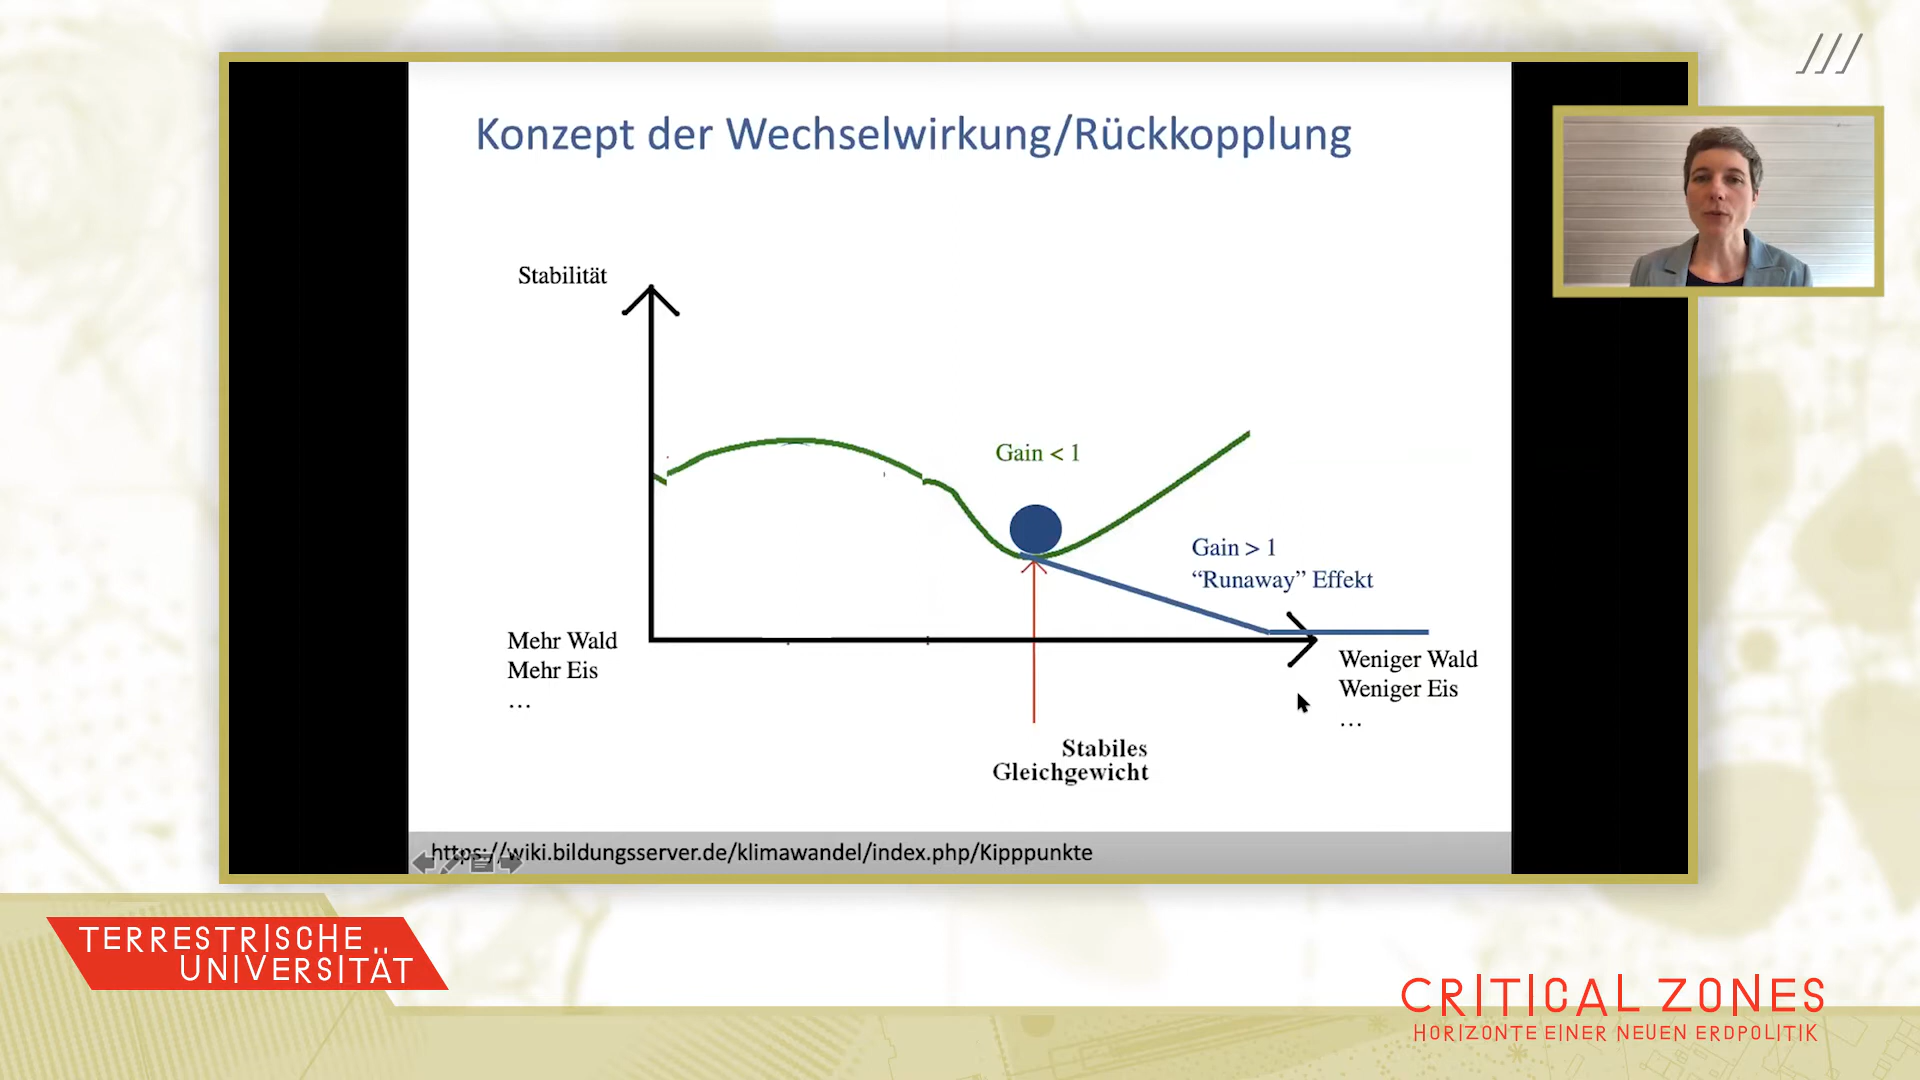 Konzept der Wechselwirkung/Rückkopplung
Stabilität
Gain < 1
Gain > 1
“Runaway” Effekt
Mehr Wald
Mehr Eis
…
Weniger Wald
Weniger Eis
…
Stabiles
Gleichgewicht
https://wiki.bildungsserver.de/klimawandel/index.php/Kipppunkte
TERRESTRISCHE
UNIVERSITÄT
CRITICAL ZONES
HORIZONTE EINER NEUEN ERDPOLITIK